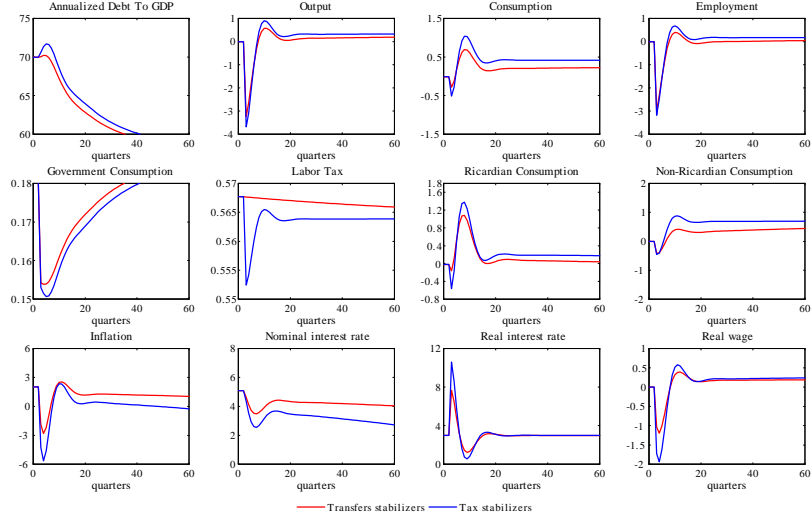 Annualized Debt To GDP
75
70
65
60
0 20 40 60
quarters
Output
1
0
-1
-2
-3
-4
0 20 40 60
quarters
Consumption
1.5
0.5
-0.5
-1.5
0 20 40 60
quarters
Employment
1
0
-1
-2
-3
-4
0 20 40 60
quarters
Government Consumption
0.18
0.17
0.16
0.15
0 20 40 60
quarters
Labor Tax
0.57
0.565
0.56
0.555
0.55
0 20 40 60
quarters
Ricardian Consumption
1.8
1.4
1
0.6
0.2
-0.4
-0.8
0 20 40 60
quarters
Non-Ricardian Consumption
2
1
0
-1
-2
0 20 40 60
quarters
Inflation
6
3
0
-3
-6
0 20 40 60
quarters
Nominal interest rate
8
6
4
2
0
0 20 40 60
quarters
Real interest rate
12
9
6
3
0
0 20 40 60
quarters
Real wage
1
0.5
0
-0.5
-1
-1.5
-2
0 20 40 60
quarters
Transfers stabilizers Tax stabilizers